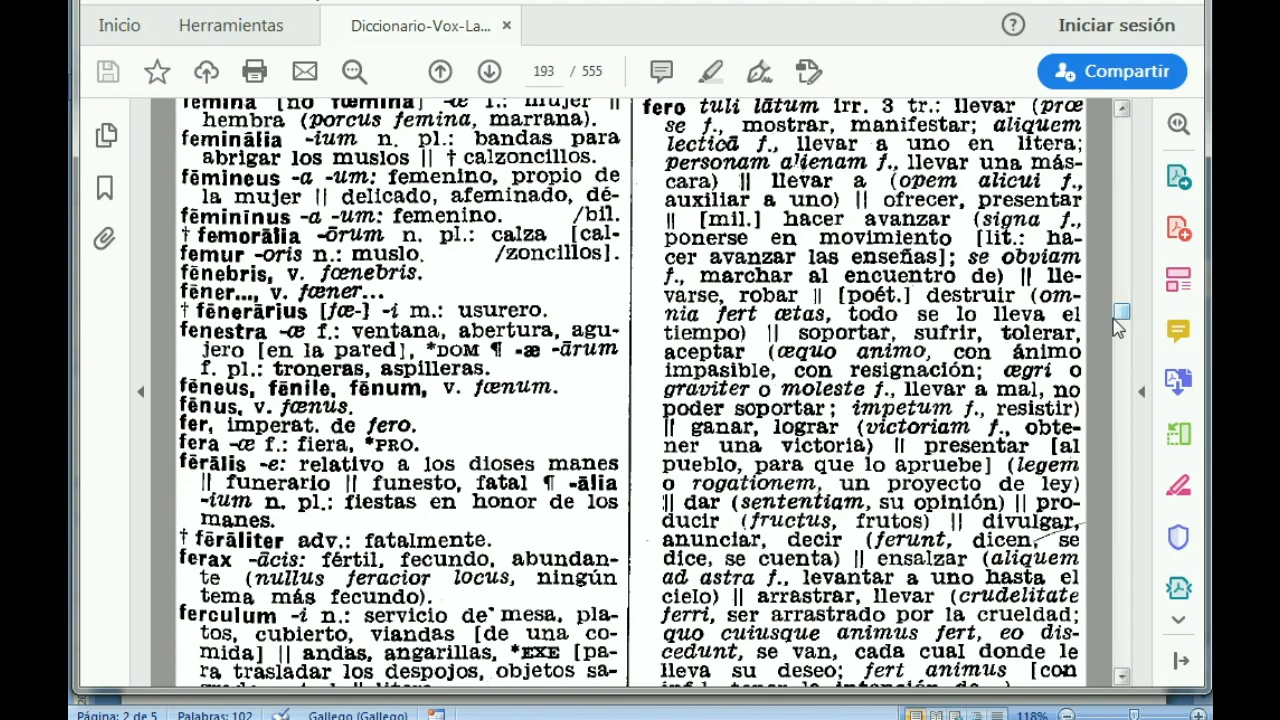 Inicio
Herramientas
Diccionario-Vox-La... ×
Iniciar sesión
193 / 555
Compartir
femina [no fœmina] -œ f.: mujer ||
hembra (porcus femina, marrana).
feminālia -ium n. pl.: bandas para
abrigar los muslos || † calzoncillos.
fēmineus -a -um: femenino, propio de
la mujer || delicado, afeminado, dé-
fēminīnus -a -um: femenino. /bil.
† femorālia -ōrum n. pl.: calza [cal-
femur -oris n.: muslo. /zoncillos].
fēnebris, v. fœnebris.
fēner..., v. fœner...
† fēnerārius [fœ-] -i m.: usurero.
fenestra -œ f.: ventana, abertura, agu-
jero [en la pared], *DOM ¶ -æ -ārum
f. pl.: troneras, aspilleras.
fēneus, fēnile, fēnum, v. fœnum.
fēnus, v. fœnus.
fer, imperat. de fero.
fera -œ f.: fiera, *PRO.
fērālis -e: relativo a los dioses manes
|| funerario || funesto, fatal ¶ -ālia
-ium n. pl.: fiestas en honor de los
manes.
† fērāliter adv.: fatalmente.
ferax -ācis: fértil, fecundo, abundan-
te (nullus feracior locus, ningún
tema más fecundo).
ferculum -i n.: servicio de mesa, pla-
tos, cubierto, viandas [de una co-
mida] || andas, angarillas, *EXE [pa-
ra trasladar los despojos, objetos sa-
fero tuli lātum irr. 3 tr.: llevar (prœ
se f., mostrar, manifestar; aliquem
lecticā f., llevar a uno en litera;
personam alienam f., llevar una más-
cara) || llevar a (opem alicui f.,
auxiliar a uno) || ofrecer, presentar
|| [mil.] hacer avanzar (signa f.,
ponerse en movimiento [lit.: ha-
cer avanzar las enseñas]; se obviam
f., marchar al encuentro de) || lle-
varse, robar || [poét.] destruir (om-
nia fert œtas, todo se lo lleva el
tiempo) || soportar, sufrir, tolerar,
aceptar (œquo animo, con ánimo
impasible, con resignación; œgri o
graviter o moleste f., llevar a mal, no
poder soportar; impetum f., resistir)
|| ganar, lograr (victoriam f., obte-
ner una victoria) || presentar [al
pueblo, para que lo apruebe] (legem
o rogationem, un proyecto de ley)
|| dar (sententiam, su opinión) || pro-
ducir (fructus, frutos) || divulgar,
anunciar, decir (ferunt, dicen, se
dice, se cuenta) || ensalzar (aliquem
ad astra f., levantar a uno hasta el
cielo) || arrastrar, llevar (crudelitate
ferri, ser arrastrado por la crueldad;
quo cuiusque animus fert, eo dis-
cedunt, se van, cada cual donde le
lleva su deseo; fert animus [con
Página: 2 de 5
Palabras: 102
Gallego (Gallego)
118%